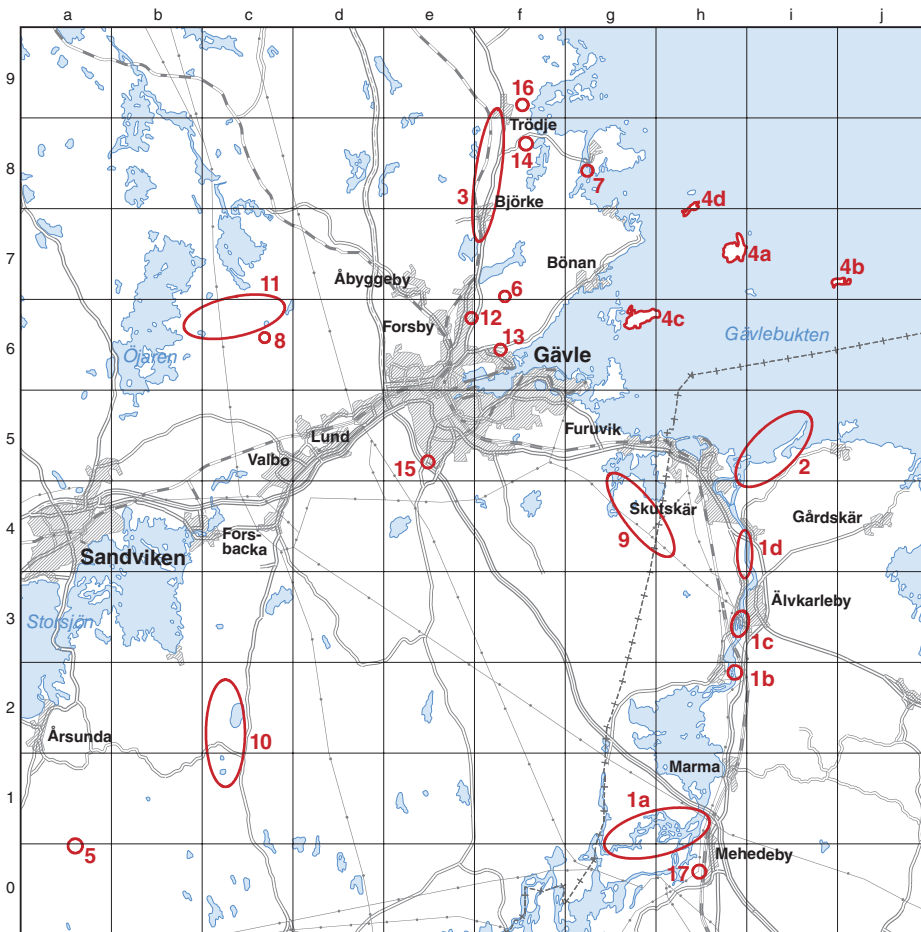 a b c d e f g h i j
9
16
Trödje
14
8
7
3
4d
Björke
4a
7
Bönan
4b
Åbyggeby
11
6
12
4c
Forsby
Gävlebukten
8
13
6
Öjaren
Gävle
Furuvik
5
Lund
2
Valbo
15
Skutskär
Gårdskär
4
Fors-
backa
9
1d
Sandviken
Älvkarleby
3
Storsjön
1c
1b
2
Årsunda
10
Marma
1
1a
5
Mehedeby
17
0